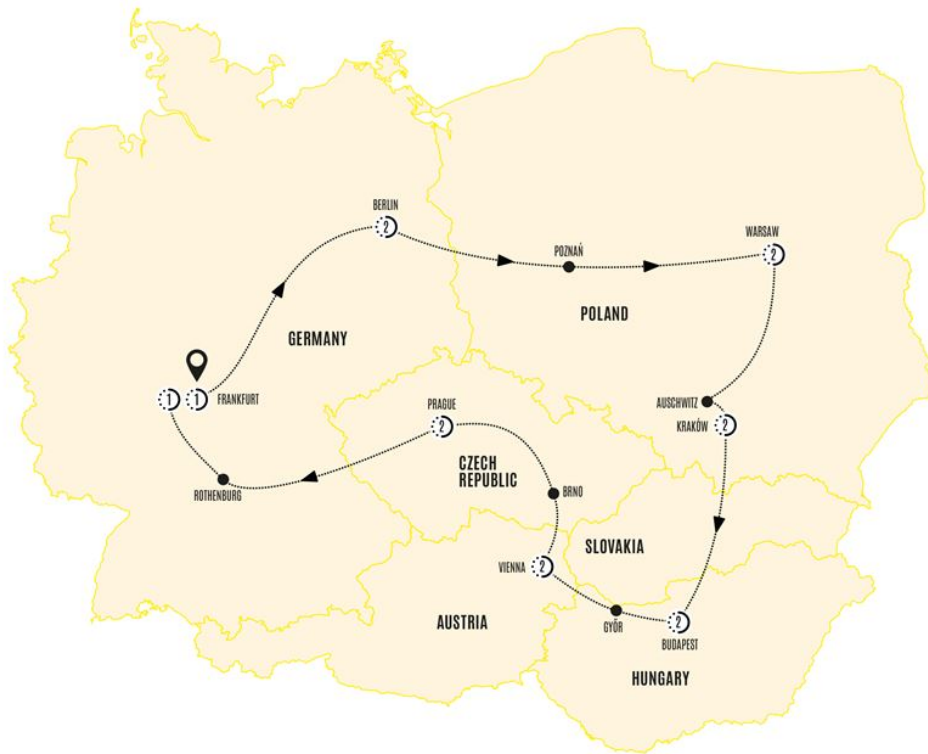 BERLIN
2
POZNAŃ
WARSAW
2
POLAND
GERMANY
1
1
FRANKFURT
PRAGUE
2
AUSCHWITZ
KRAKÓW
2
CZECH
REPUBLIC
ROTHENBURG
BRNO
SLOVAKIA
VIENNA
2
AUSTRIA
GYŐR
2
BUDAPEST
HUNGARY